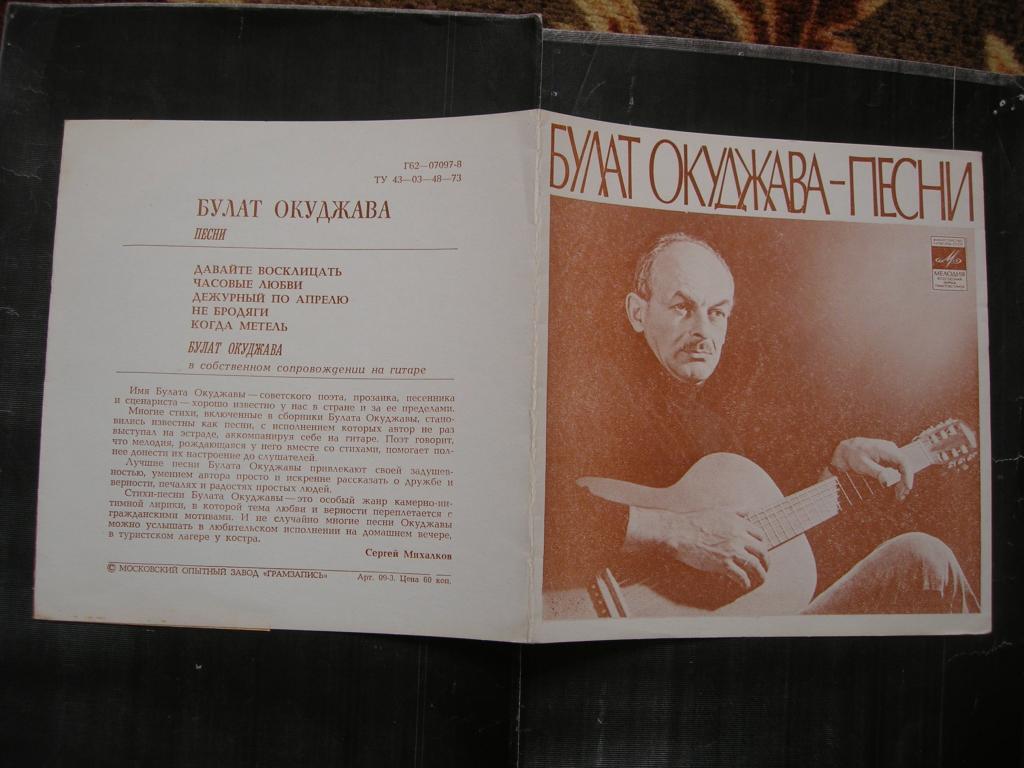 Г62—07097-8
ТУ 43—03—48—73
БУЛАТ ОКУДЖАВА
ПЕСНИ
ДАВАЙТЕ ВОСКЛИЦАТЬ
ЧАСОВЫЕ ЛЮБВИ
ДЕЖУРНЫЙ ПО АПРЕЛЮ
НЕ БРОДЯГИ
КОГДА МЕТЕЛЬ
БУЛАТ ОКУДЖАВА
в собственном сопровождении на гитаре
Имя Булата Окуджавы — советского поэта, прозаика, песенника
и сценариста — хорошо известно у нас в стране и за ее пределами.
Многие стихи, включенные в сборники Булата Окуджавы, стано-
вились известны как песни, с исполнением которых автор не раз
выступал на эстраде, аккомпанируя себе на гитаре. Поэт говорит,
что мелодия, рождающаяся у него вместе со стихами, помогает пол-
нее донести их настроение до слушателей.
Лучшие песни Булата Окуджавы привлекают своей задушев-
ностью, умением автора просто и искренне рассказать о дружбе и
верности, печалях и радостях простых людей.
Стихи-песни Булата Окуджавы — это особый жанр камерно-ин-
тимной лирики, в которой тема любви и верности переплетается с
гражданскими мотивами. И не случайно многие песни Окуджавы
можно услышать в любительском исполнении на домашнем вечере,
в туристском лагере у костра.
Сергей Михалков
© МОСКОВСКИЙ ОПЫТНЫЙ ЗАВОД «ГРАМЗАПИСЬ» Арт. 09-3. Цена 60 коп.
БУЛАТ ОКУДЖАВА–ПЕСНИ
МЕЛОДИЯ